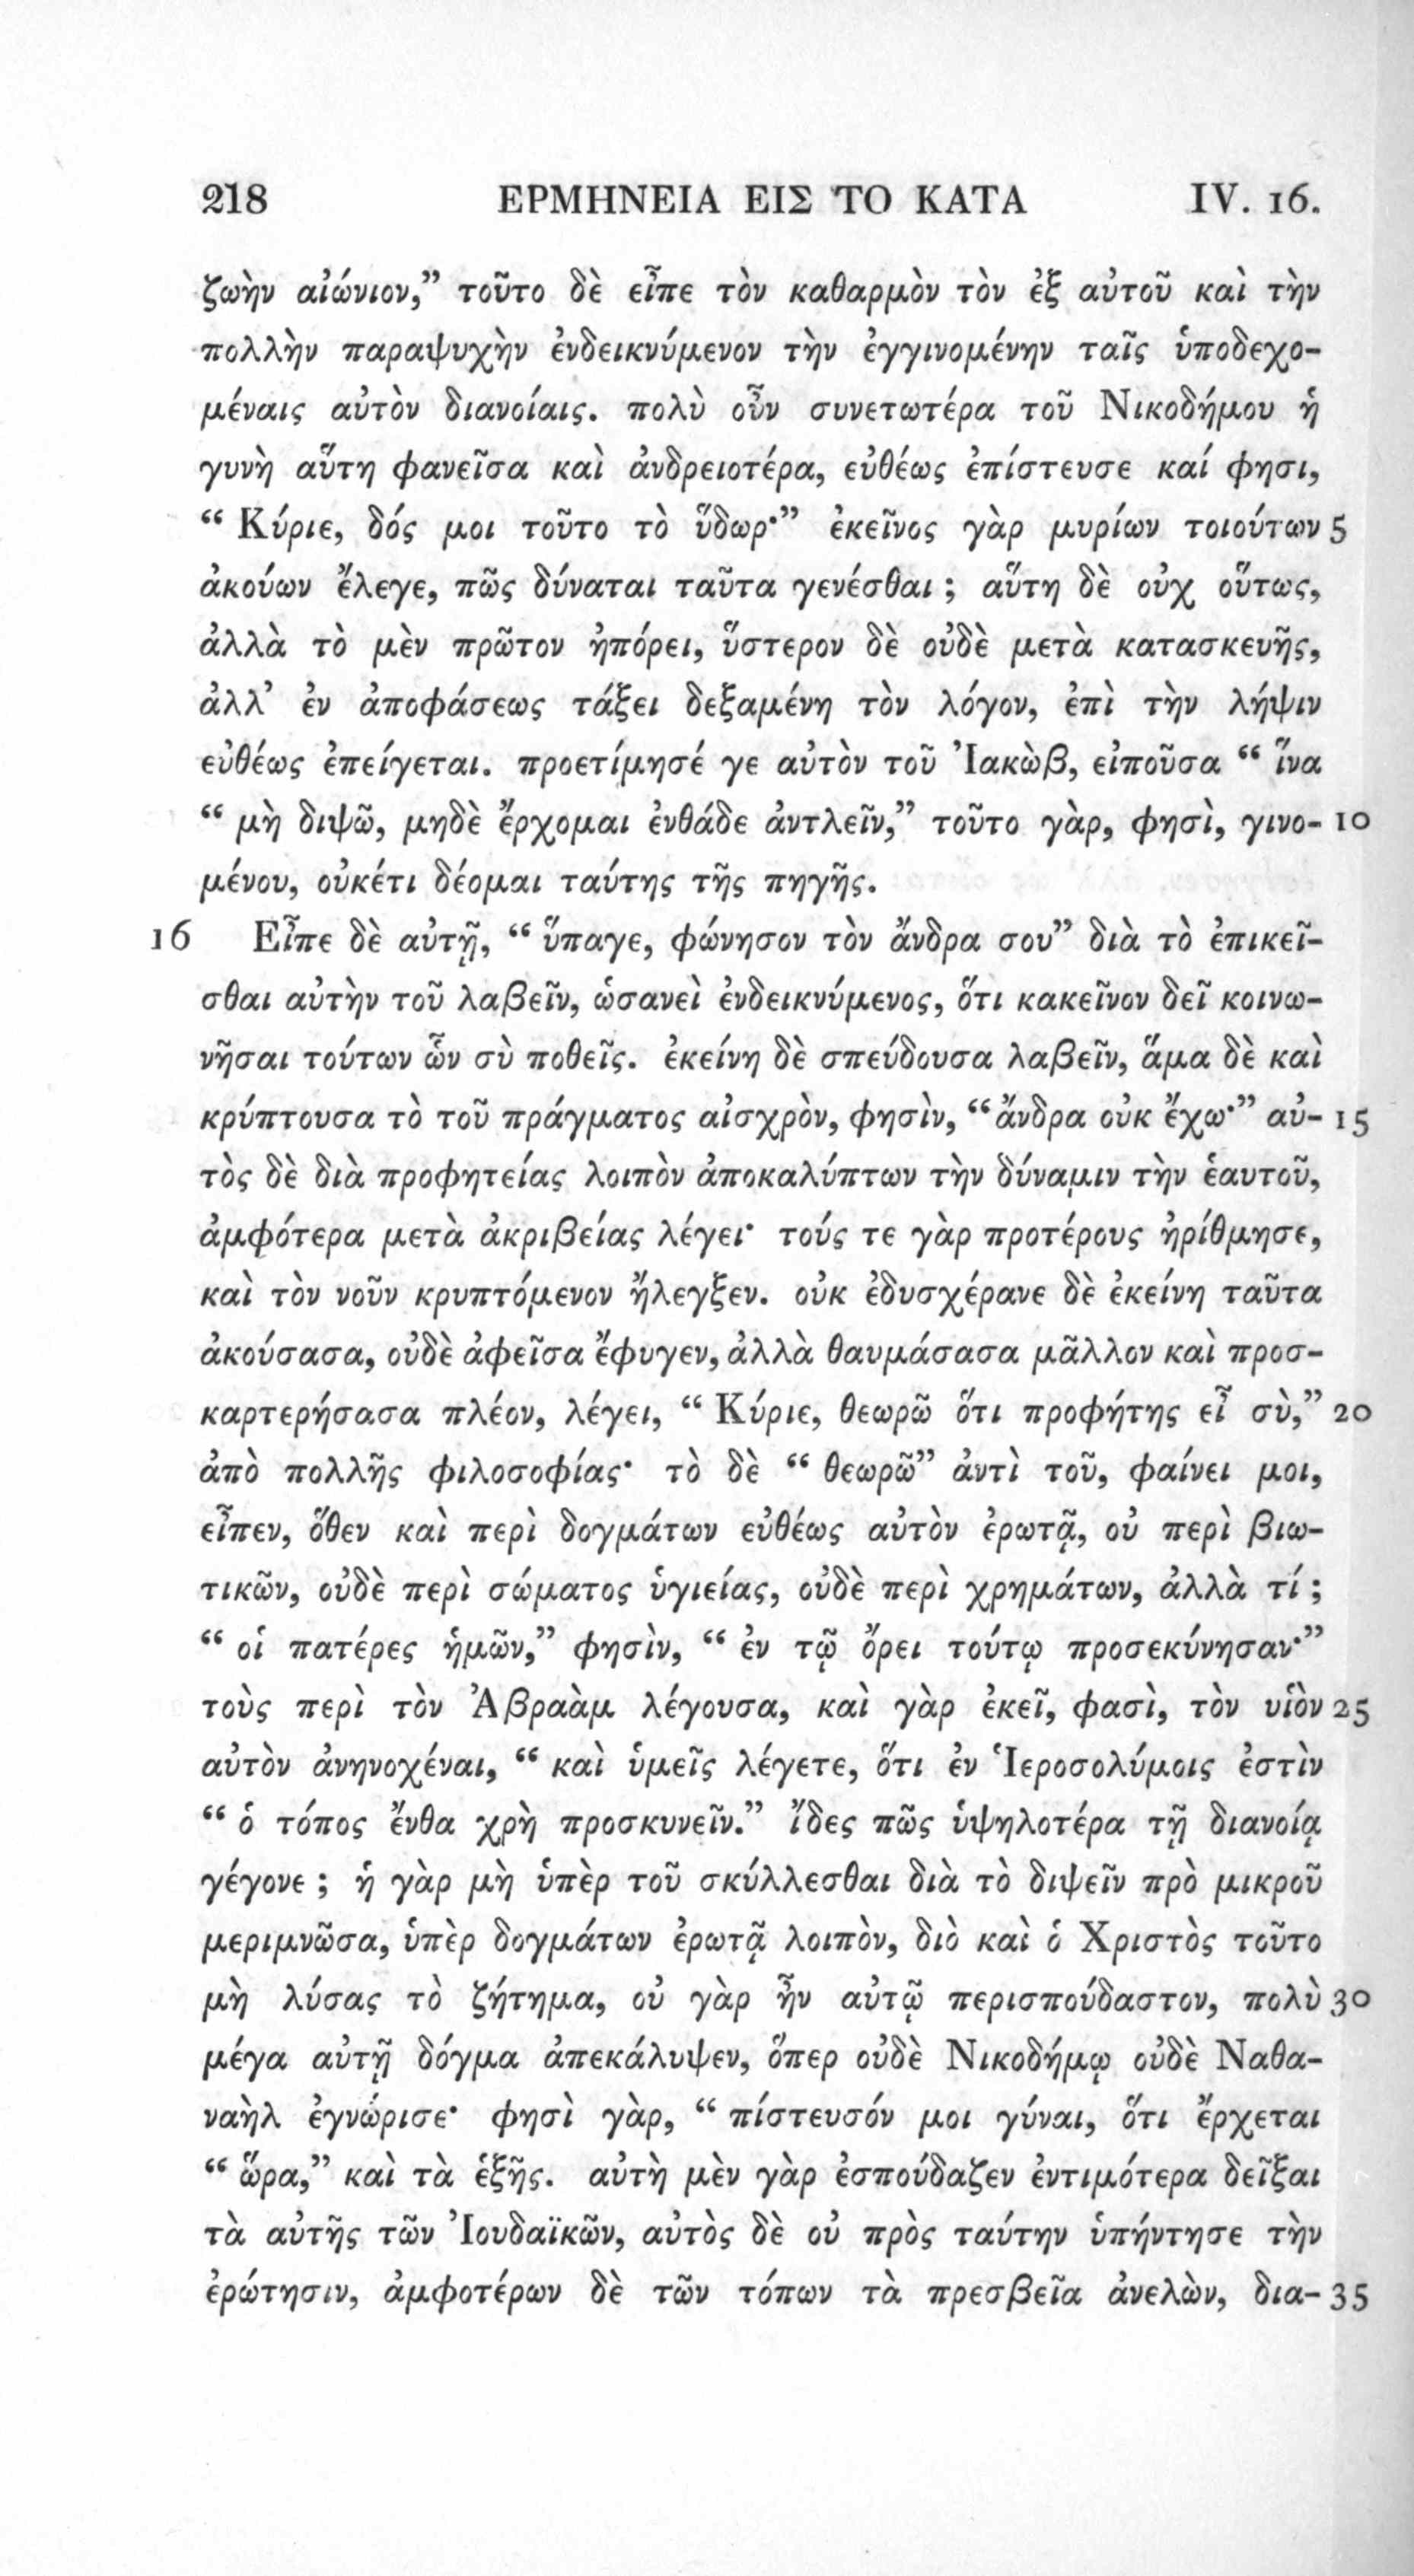 218 ΕΡΜΗΝΕΙΑ ΕΙΣ ΤΟ ΚΑΤΑ IV. 16.
ζωὴν αἰώνιον,” τοῦτο δὲ εἶπε τὸν καθαρμὸν τὸν ἐξ αὐτοῦ καὶ τὴν
πολλὴν παραψυχὴν ἐνδεικνύμενον τὴν ἐγγινομένην ταῖς ὑποδεχο-
μέναις αὐτὸν διανοίαις. πολὺ οὖν συνετωτέρα τοῦ Νικοδήμου ἡ
γυνὴ αὕτη φανεῖσα καὶ ἀνδρειοτέρα, εὐθέως ἐπίστευσε καί φησι,
“ Κύριε, δός μοι τοῦτο τὸ ὕδωρ·” ἐκεῖνος γὰρ μυρίων τοιούτων 5
ἀκούων ἔλεγε, πῶς δύναται ταῦτα γενέσθαι ; αὕτη δὲ οὐχ οὕτως,
ἀλλὰ τὸ μὲν πρῶτον ἠπόρει, ὕστερον δὲ οὐδὲ μετὰ κατασκευῆς,
ἀλλ’ ἐν ἀποφάσεως τάξει δεξαμένη τὸν λόγον, ἐπὶ τὴν λήψιν
εὐθέως ἐπείγεται. προετίμησέ γε αὐτὸν τοῦ Ἰακὼβ, εἰποῦσα “ ἵνα
“ μὴ διψῶ, μηδὲ ἔρχομαι ἐνθάδε ἀντλεῖν,” τοῦτο γὰρ, φησὶ, γινο- 10
μένου, οὐκέτι δέομαι ταύτης τῆς πηγῆς.
16 Εἶπε δὲ αὐτῇ, “ ὕπαγε, φώνησον τὸν ἄνδρα σου” διὰ τὸ ἐπικεῖ-
σθαι αὐτὴν τοῦ λαβεῖν, ὡσανεὶ ἐνδεικνύμενος, ὅτι κακεῖνον δεῖ κοινω-
νῆσαι τούτων ὧν σὺ ποθεῖς. ἐκείνη δὲ σπεύδουσα λαβεῖν, ἅμα δὲ καὶ
κρύπτουσα τὸ τοῦ πράγματος αἰσχρὸν, φησὶν, “ ἄνδρα οὐκ ἔχω·” αὐ- 15
τὸς δὲ διὰ προφητείας λοιπὸν ἀποκαλύπτων τὴν δύναμιν τὴν ἑαυτοῦ,
ἀμφότερα μετὰ ἀκριβείας λέγει· τούς τε γὰρ προτέρους ἠρίθμησε,
καὶ τὸν νοῦν κρυπτόμενον ἤλεγξεν. οὐκ ἐδυσχέρανε δὲ ἐκείνη ταῦτα
ἀκούσασα, οὐδὲ ἀφεῖσα ἔφυγεν, ἀλλὰ θαυμάσασα μᾶλλον καὶ προσ-
καρτερήσασα πλέον, λέγει, “ Κύριε, θεωρῶ ὅτι προφήτης εἶ σὺ,” 20
ἀπὸ πολλῆς φιλοσοφίας· τὸ δὲ “ θεωρῶ” ἀντὶ τοῦ, φαίνει μοι,
εἶπεν, ὅθεν καὶ περὶ δογμάτων εὐθέως αὐτὸν ἐρωτᾷ, οὐ περὶ βιω-
τικῶν, οὐδὲ περὶ σώματος ὑγιείας, οὐδὲ περὶ χρημάτων, ἀλλὰ τί ;
“ οἱ πατέρες ἡμῶν,” φησὶν, “ ἐν τῷ ὄρει τούτῳ προσεκύνησαν·”
τοὺς περὶ τὸν Ἀβραὰμ λέγουσα, καὶ γὰρ ἐκεῖ, φασὶ, τὸν υἱὸν 25
αὐτὸν ἀνηνοχέναι, “ καὶ ὑμεῖς λέγετε, ὅτι ἐν Ἱεροσολύμοις ἐστὶν
“ ὁ τόπος ἔνθα χρὴ προσκυνεῖν.” ἴδες πῶς ὑψηλοτέρα τῇ διανοίᾳ
γέγονε ; ἡ γὰρ μὴ ὑπὲρ τοῦ σκύλλεσθαι διὰ τὸ διψεῖν πρὸ μικροῦ
μεριμνῶσα, ὑπὲρ δογμάτων ἐρωτᾷ λοιπὸν, διὸ καὶ ὁ Χριστὸς τοῦτο
μὴ λύσας τὸ ζήτημα, οὐ γὰρ ἦν αὐτῷ περισπούδαστον, πολὺ 30
μέγα αὐτῇ δόγμα ἀπεκάλυψεν, ὅπερ οὐδὲ Νικοδήμῳ οὐδὲ Ναθα-
ναὴλ ἐγνώρισε· φησὶ γὰρ, “ πίστευσόν μοι γύναι, ὅτι ἔρχεται
“ ὥρα,” καὶ τὰ ἑξῆς. αὐτὴ μὲν γὰρ ἐσπούδαζεν ἐντιμότερα δεῖξαι
τὰ αὐτῆς τῶν Ἰουδαϊκῶν, αὐτὸς δὲ οὐ πρὸς ταύτην ὑπήντησε τὴν
ἐρώτησιν, ἀμφοτέρων δὲ τῶν τόπων τὰ πρεσβεῖα ἀνελὼν, δια- 35